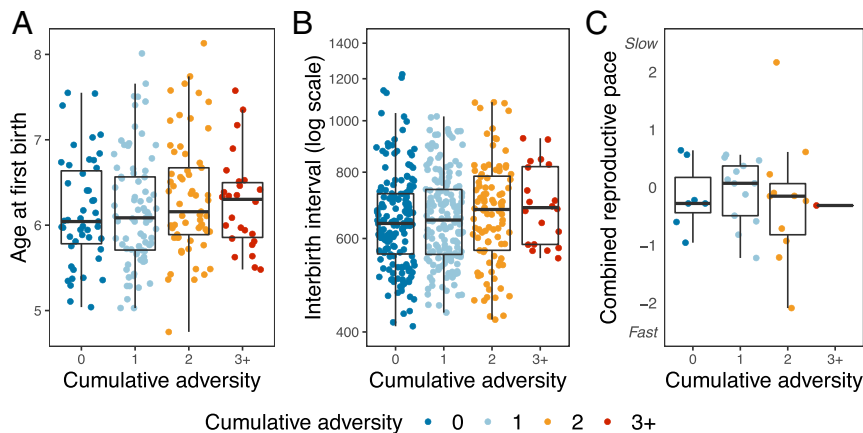 A
Age at first birth
8
7
6
5
0 1 2 3+
Cumulative adversity
B
Interbirth interval (log scale)
1400
1200
1000
800
600
400
0 1 2 3+
Cumulative adversity
C
Combined reproductive pace
Slow
2
1
0
−1
−2
Fast
0 1 2 3+
Cumulative adversity
Cumulative adversity 0 1 2 3+